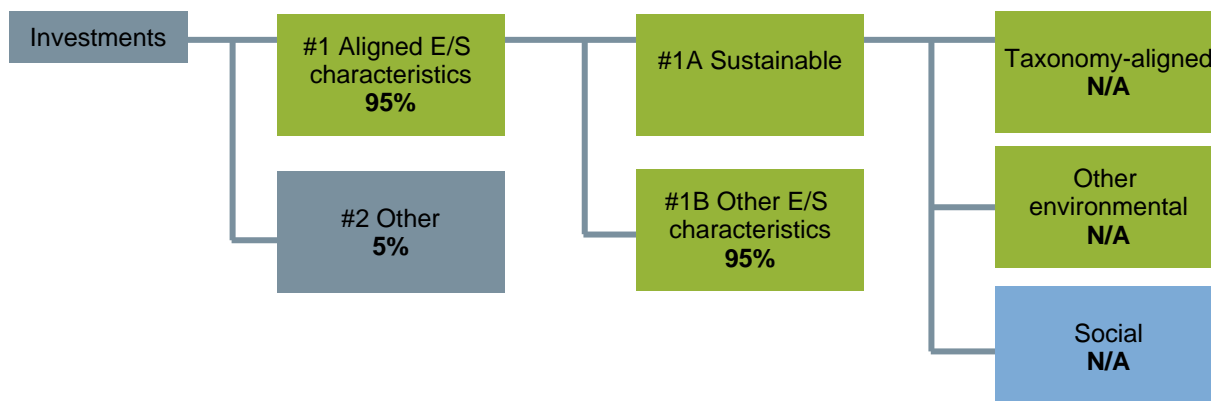 Investments
#1 Aligned E/S
characteristics
95%
#2 Other
5%
#1A Sustainable
#1B Other E/S
characteristics
95%
Taxonomy-aligned
N/A
Other
environmental
N/A
Social
N/A